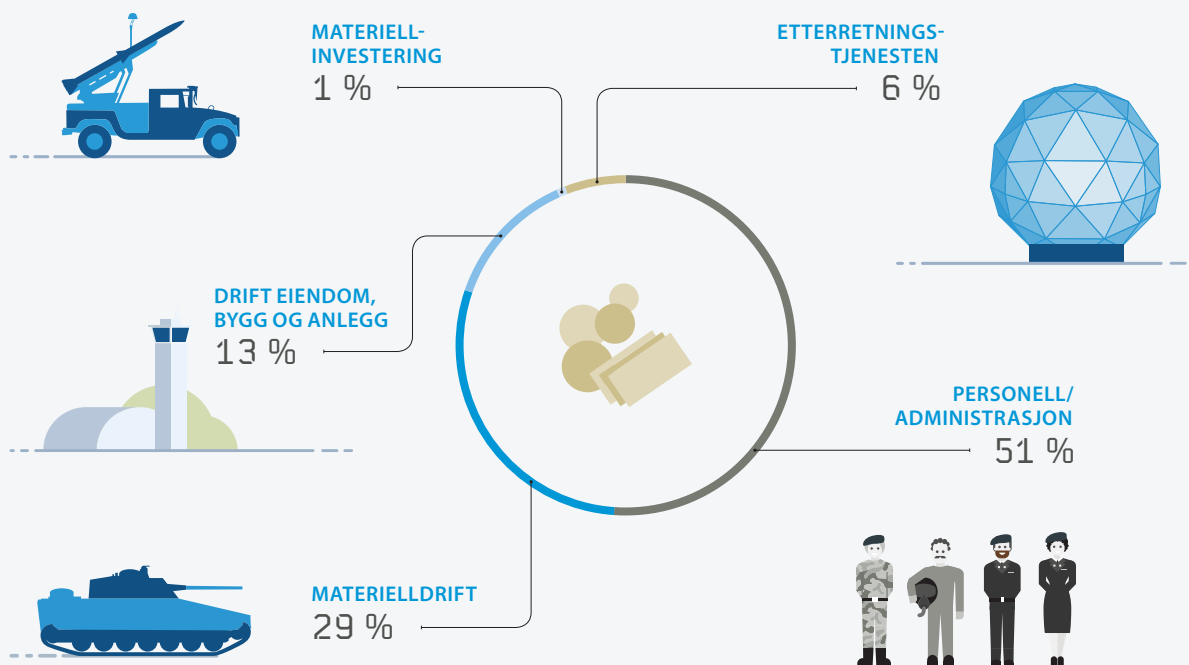 MATERIELL-
INVESTERING
1 %
ETTERRETNINGS-
TJENESTEN
6 %
DRIFT EIENDOM,
BYGG OG ANLEGG
13 %
PERSONELL/
ADMINISTRASJON
51 %
MATERIELLDRIFT
29 %